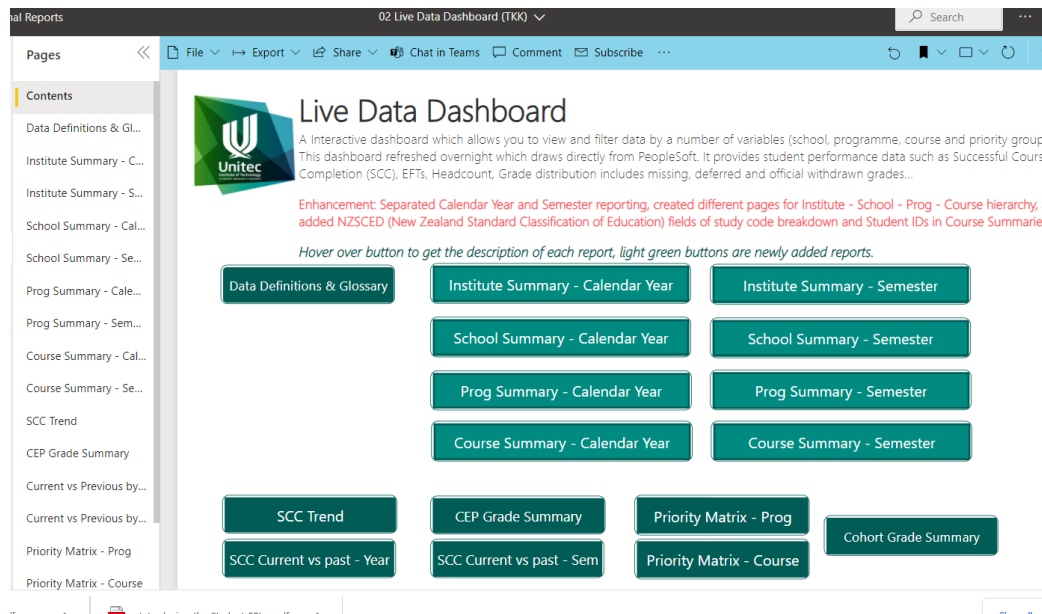 nal Reports
02 Live Data Dashboard (TKK)
Search
Pages
File
Export
Share
Chat in Teams
Comment
Subscribe
Contents
Data Definitions & Gl...
Institute Summary - C...
Institute Summary - S...
School Summary - Cal...
School Summary - Se...
Prog Summary - Cale...
Prog Summary - Sem...
Course Summary - Cal...
Course Summary - Se...
SCC Trend
CEP Grade Summary
Current vs Previous by...
Current vs Previous by...
Priority Matrix - Prog
Priority Matrix - Course
Unitec
Live Data Dashboard
A Interactive dashboard which allows you to view and filter data by a number of variables (school, programme, course and priority group
This dashboard refreshed overnight which draws directly from PeopleSoft. It provides student performance data such as Successful Cours
Completion (SCC), EFTs, Headcount, Grade distribution includes missing, deferred and official withdrawn grades...
Enhancement: Separated Calendar Year and Semester reporting, created different pages for Institute - School - Prog - Course hierarchy,
added NZSCED (New Zealand Standard Classification of Education) fields of study code breakdown and Student IDs in Course Summarie
Hover over button to get the description of each report, light green buttons are newly added reports.
Data Definitions & Glossary
Institute Summary - Calendar Year
Institute Summary - Semester
School Summary - Calendar Year
School Summary - Semester
Prog Summary - Calendar Year
Prog Summary - Semester
Course Summary - Calendar Year
Course Summary - Semester
SCC Trend
CEP Grade Summary
Priority Matrix - Prog
Cohort Grade Summary
SCC Current vs past - Year
SCC Current vs past - Sem
Priority Matrix - Course